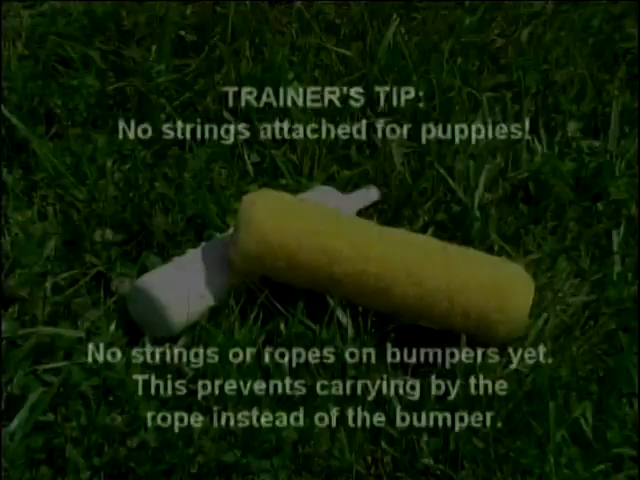 TRAINER'S TIP:
No strings attached for puppies!
No strings or ropes on bumpers yet.
This prevents carrying by the
rope instead of the bumper.